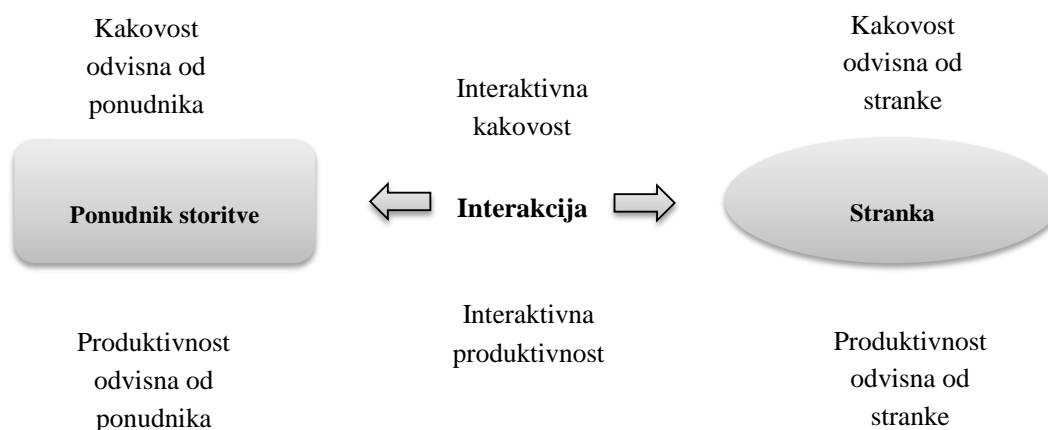 Kakovost
odvisna od
ponudnika
Interaktivna
kakovost
Kakovost
odvisna od
stranke
Ponudnik storitve
Interakcija
Stranka
Produktivnost
odvisna od
ponudnika
Interaktivna
produktivnost
Produktivnost
odvisna od
stranke